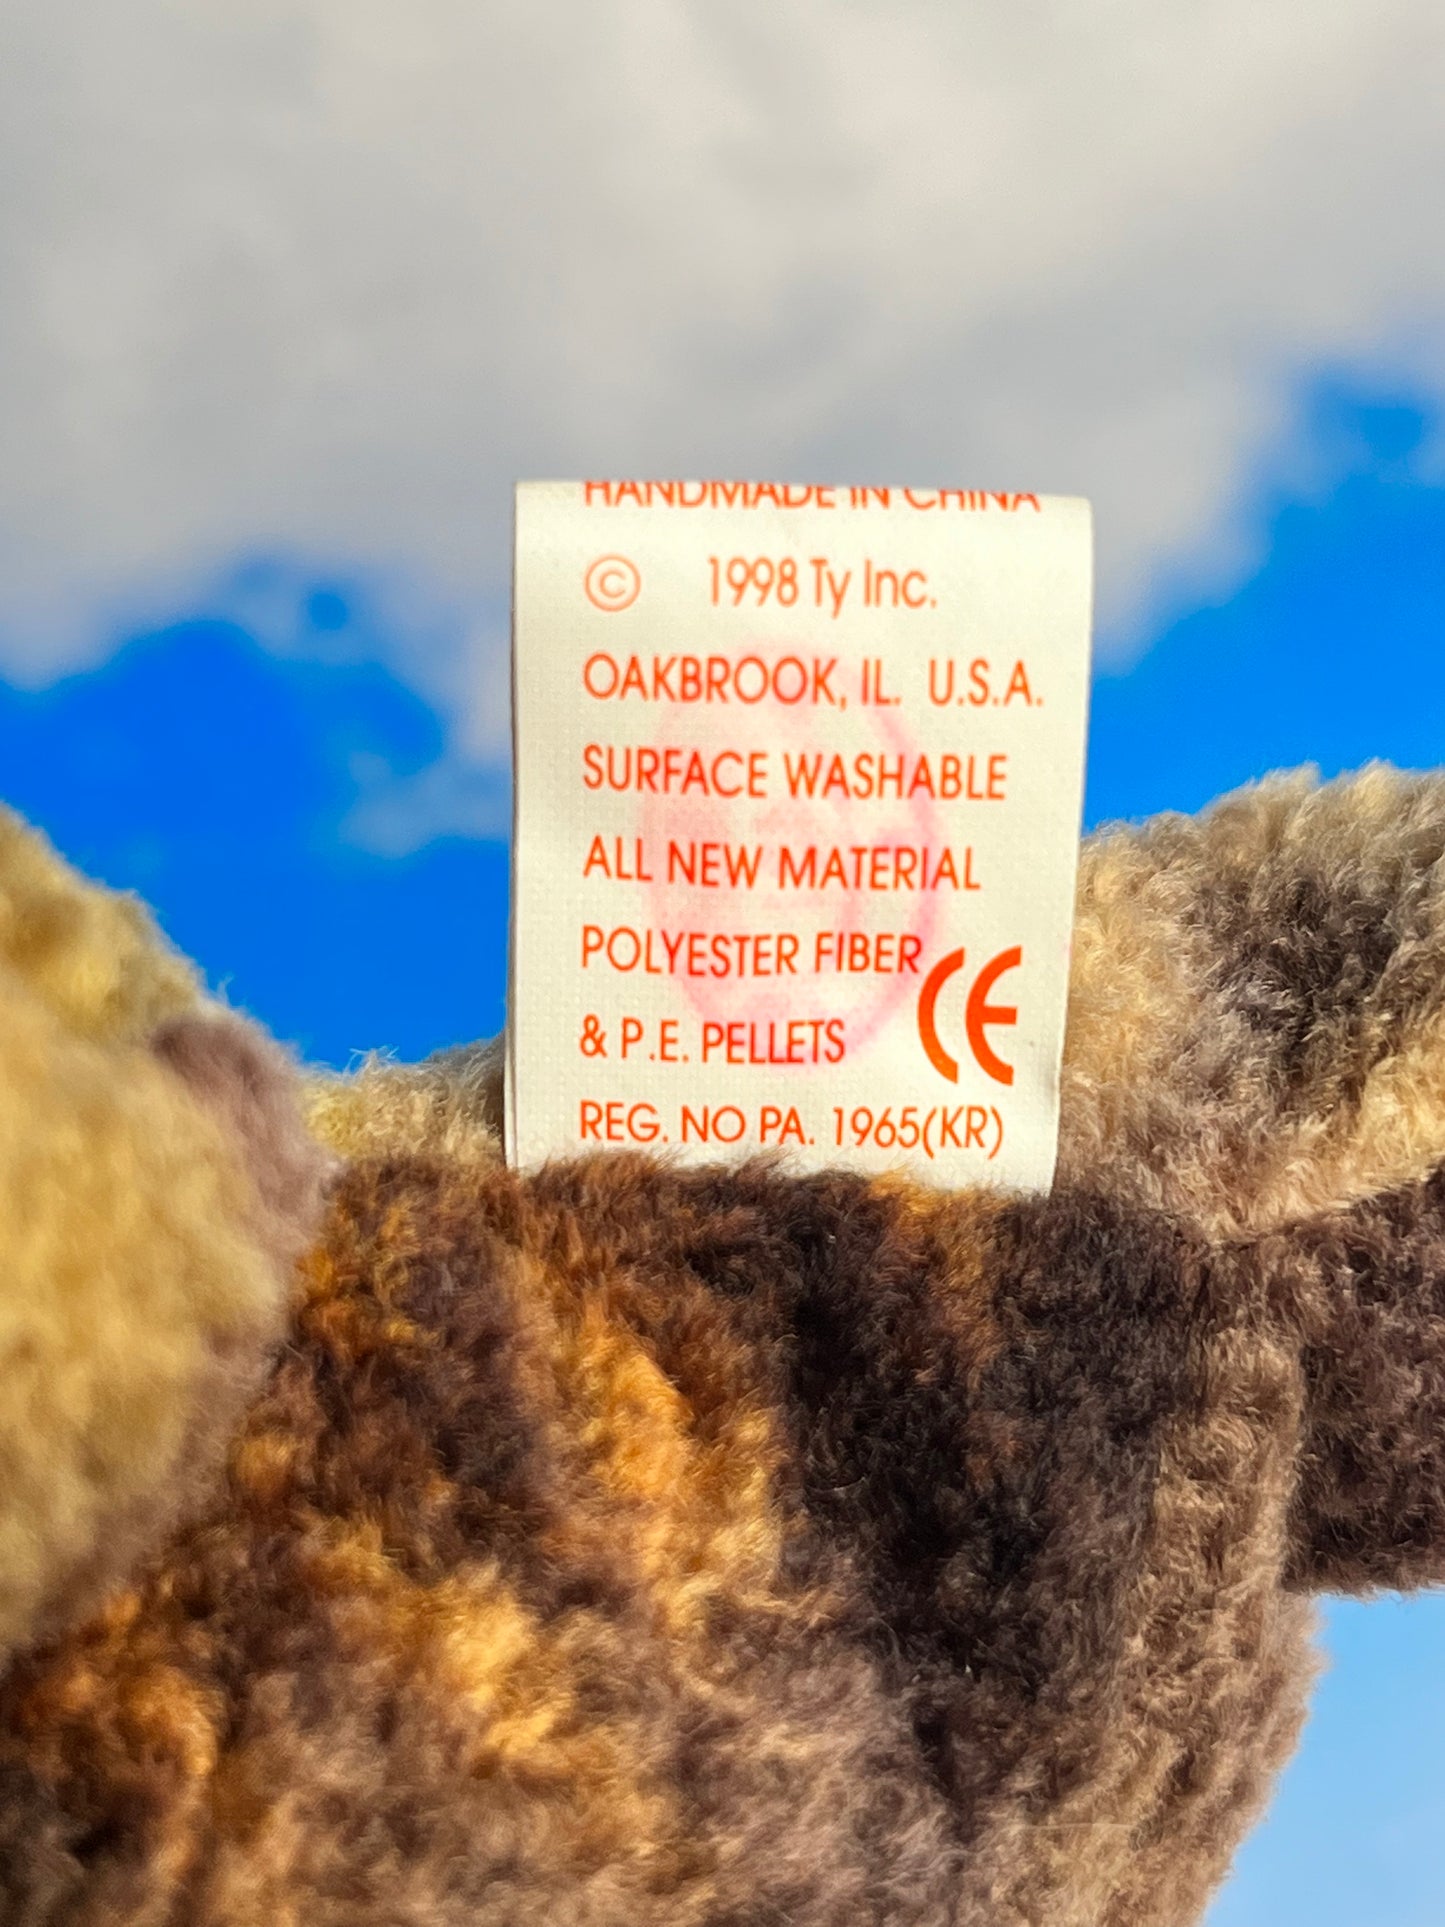 HANDMADE IN CHINA
© 1998 Ty Inc.
OAKBROOK, IL. U.S.A.
SURFACE WASHABLE
ALL NEW MATERIAL
POLYESTER FIBER
& P.E. PELLETS
CE
REG. NO PA. 1965(KR)